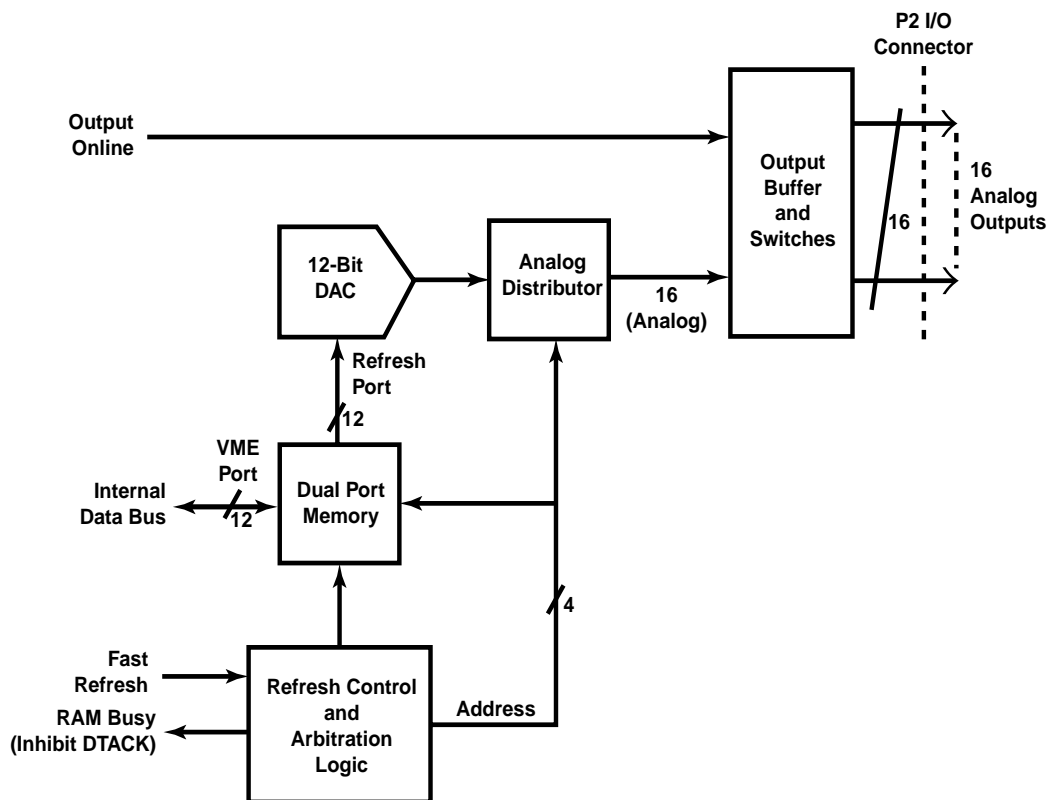 P2 I/O
Connector
Output
Online
Output
Buffer
and
Switches
16
16
Analog
Outputs
12-Bit
DAC
Analog
Distributor
16
(Analog)
Refresh
Port
12
VME
Port
Internal
Data Bus
12
Dual Port
Memory
4
Fast
Refresh
RAM Busy
(Inhibit DTACK)
Refresh Control
and
Arbitration
Logic
Address